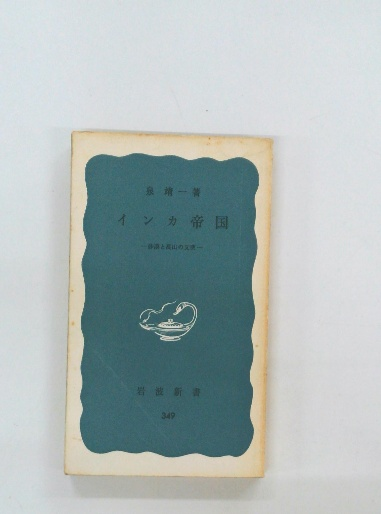 泉靖一著
インカ帝国
―砂漠と高山の文明―
岩波新書
349